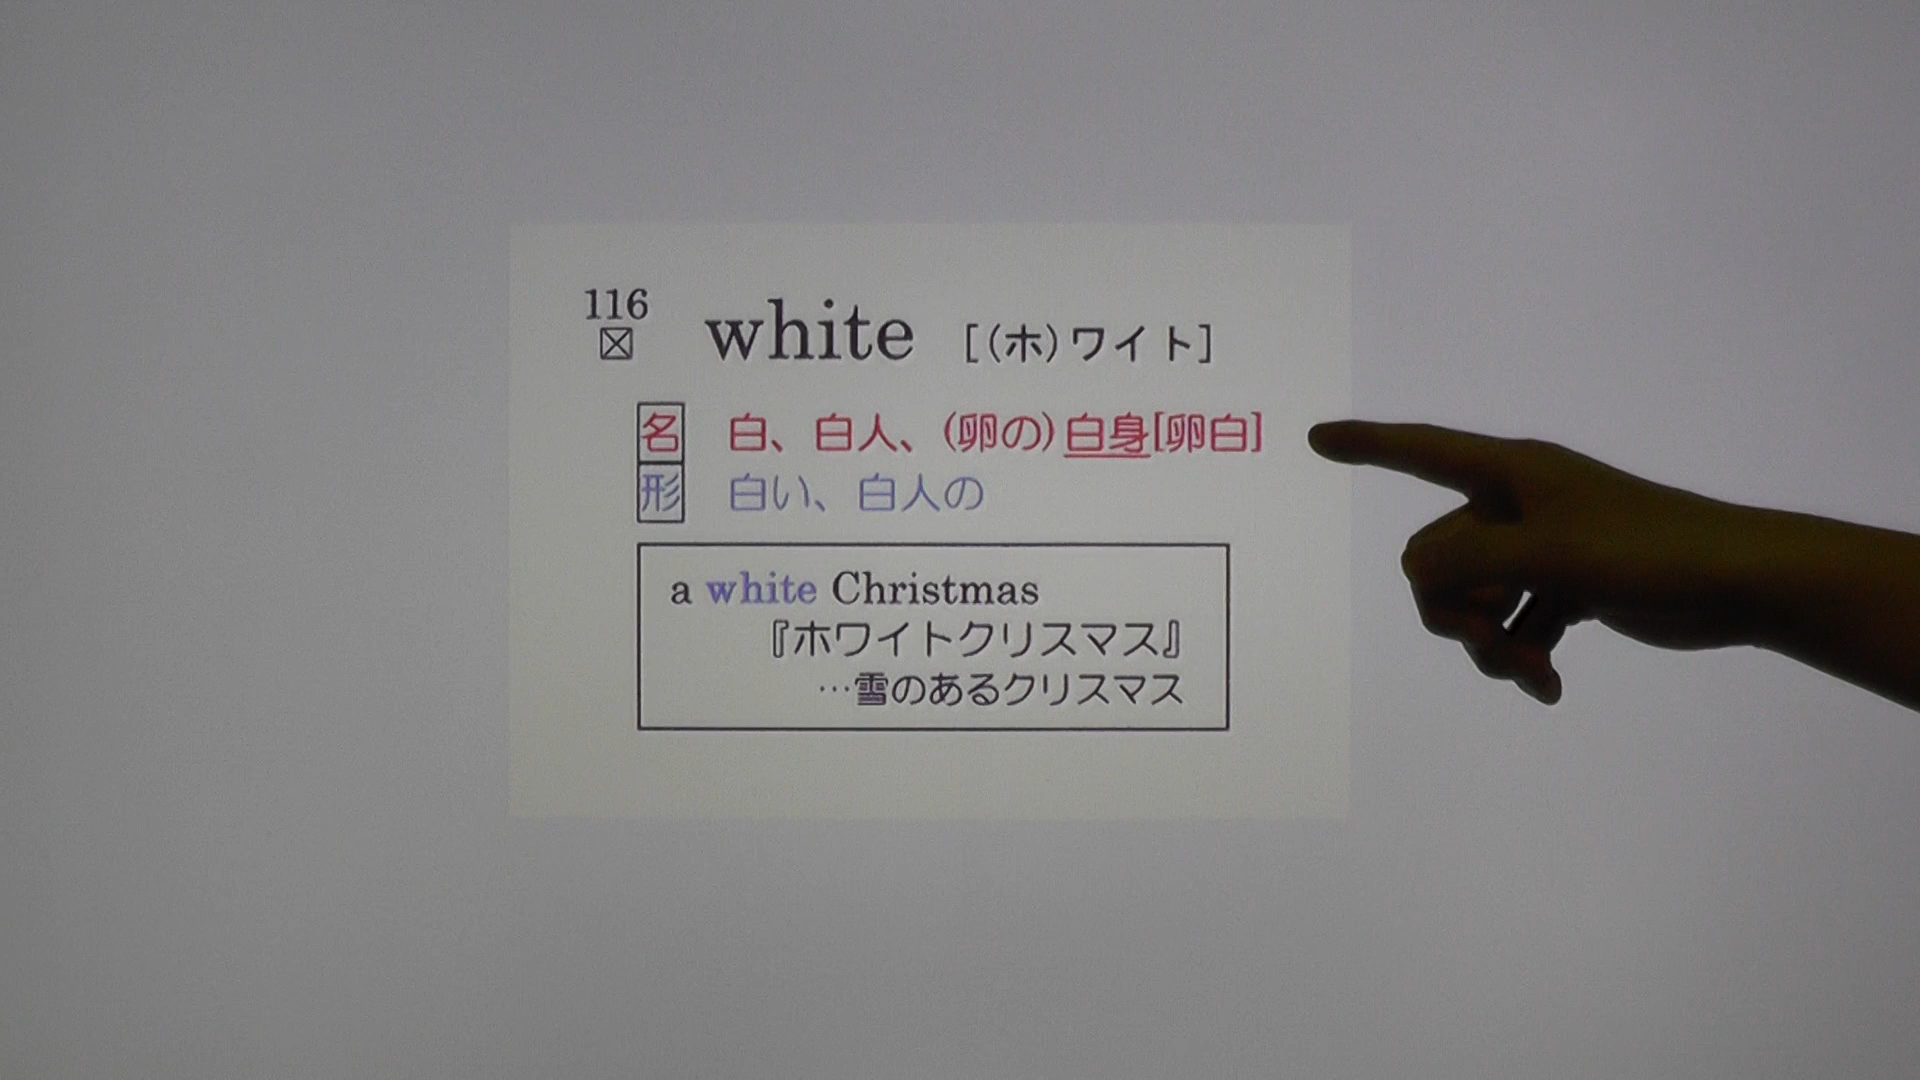 116
☒ white [(ホ)ワイト]
名 白、白人、(卵の)白身[卵白]
形 白い、白人の
a white Christmas
『ホワイトクリスマス』
…雪のあるクリスマス